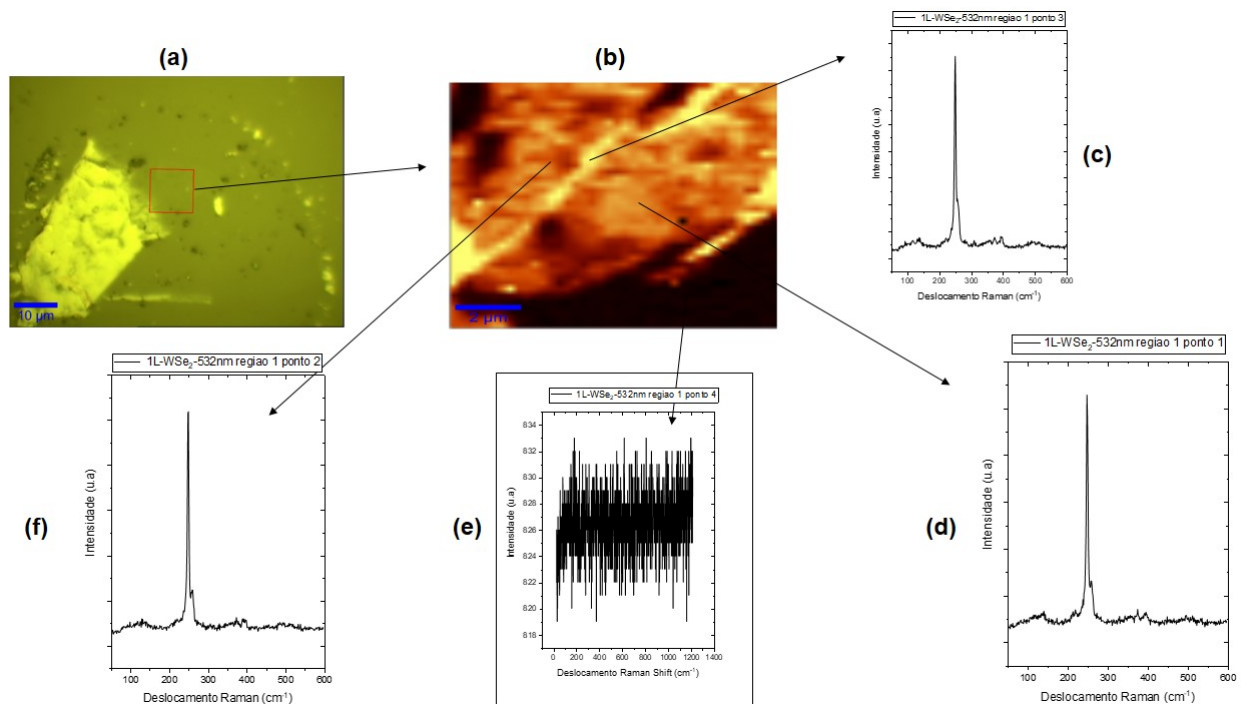 (a)
10 µm
(b)
2 µm
1L-WSe₂-532nm regiao 1 ponto 3
Intensidade (u.a)
100 200 300 400 500 600
Deslocamento Raman (cm⁻¹)
(c)
1L-WSe₂-532nm regiao 1 ponto 2
Intensidade (u.a)
100 200 300 400 500 600
Deslocamento Raman (cm⁻¹)
(f)
1L-WSe₂-532nm regiao 1 ponto 4
834
832
830
828
826
824
822
820
818
Intensidade (u.a)
0 200 400 600 800 1000 1200 1400
Deslocamento Raman Shift (cm⁻¹)
(e)
1L-WSe₂-532nm regiao 1 ponto 1
Intensidade (u.a)
100 200 300 400 500 600
Deslocamento Raman (cm⁻¹)
(d)